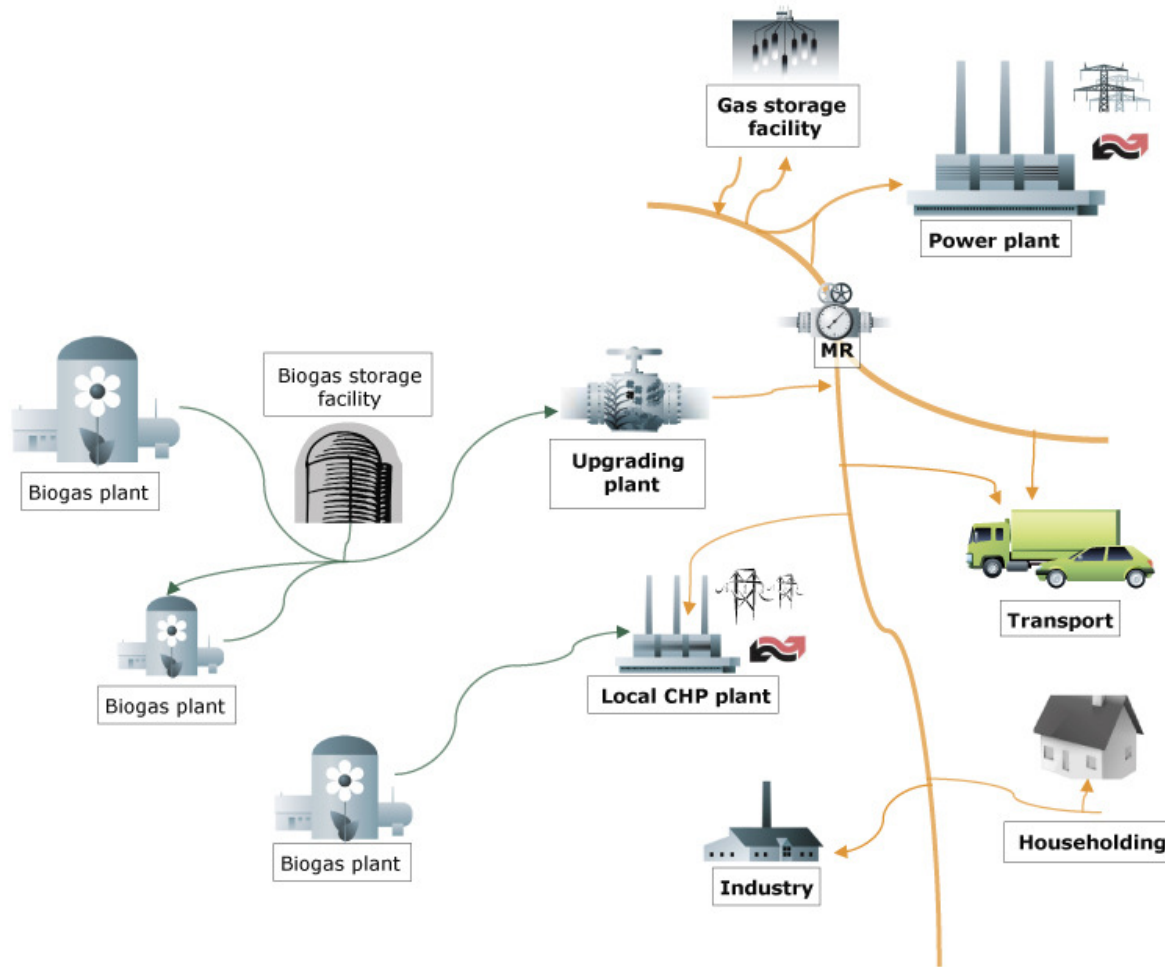 Gas storage
facility
Power plant
MR
Biogas storage
facility
Biogas plant
Upgrading
plant
Transport
Biogas plant
Local CHP plant
Biogas plant
Industry
Householding